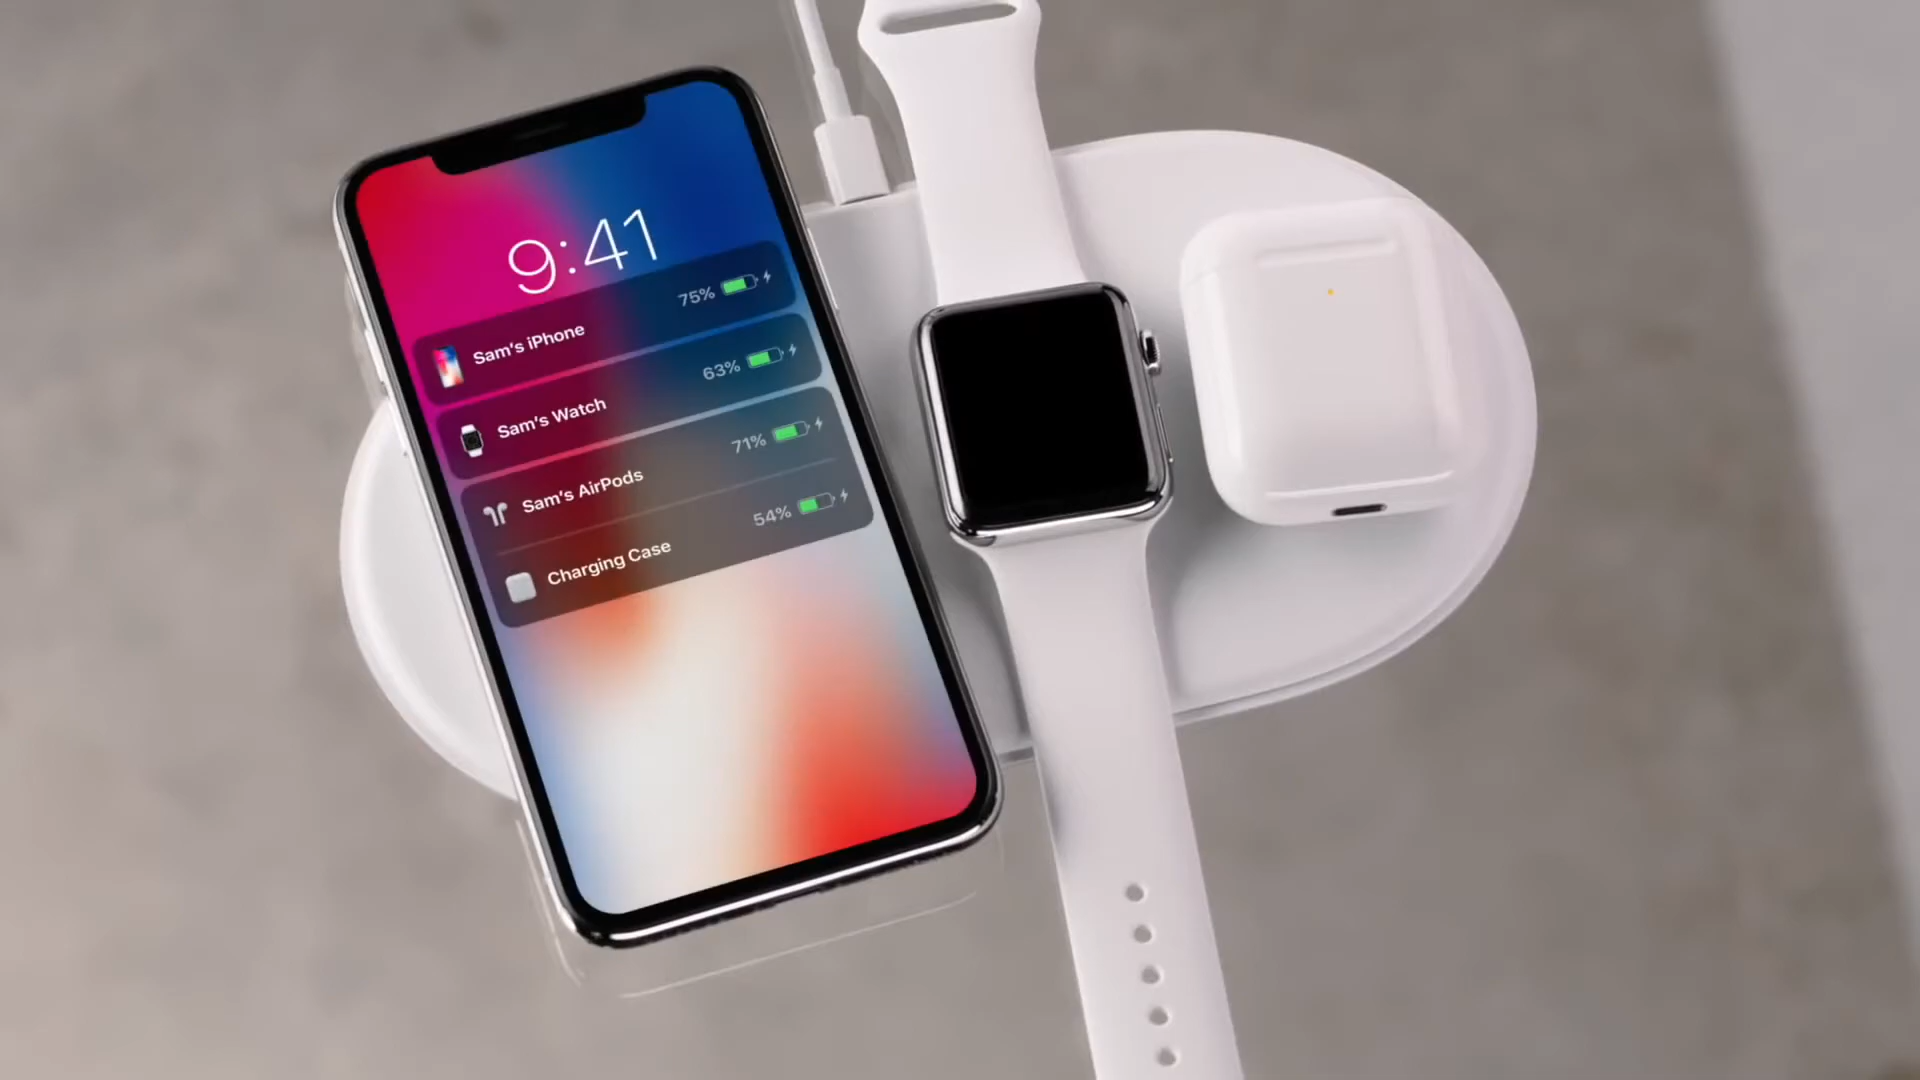 9:41
Sam's iPhone 75%
Sam's Watch 63%
Sam's AirPods 71%
Charging Case 54%